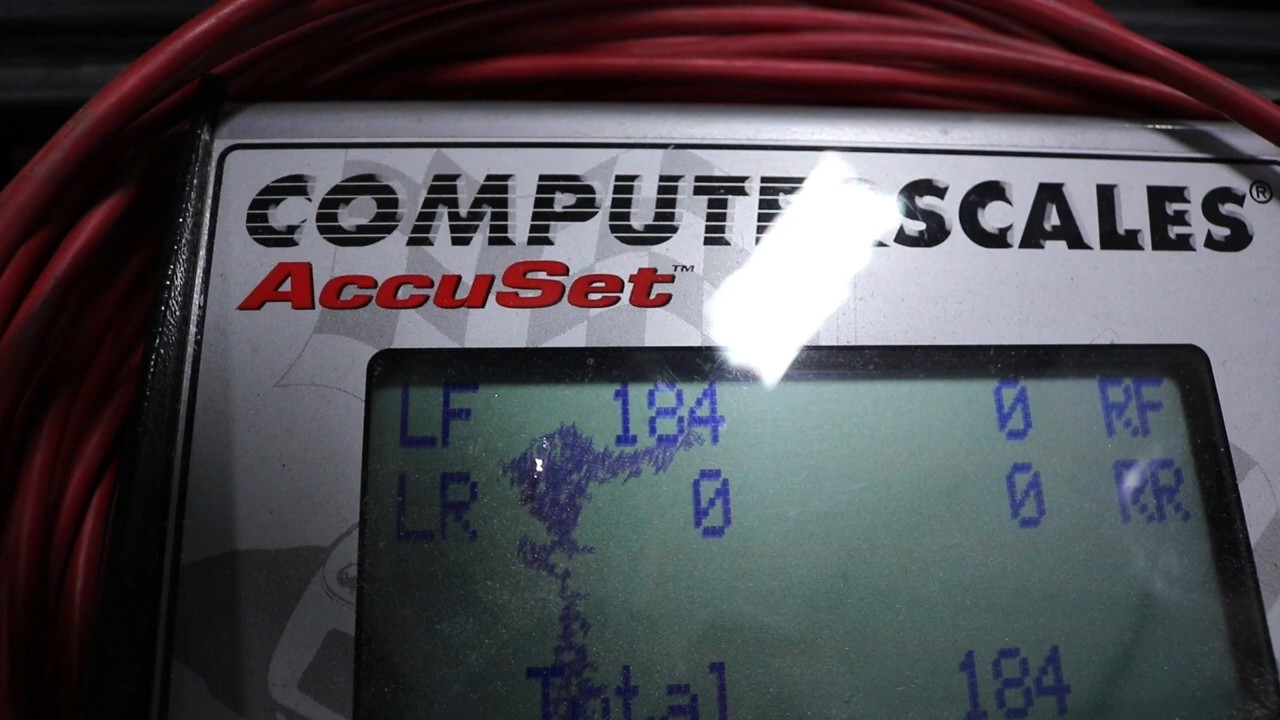 COMPUTERSCALES®
AccuSet™
LF 184 0 RF
LR 0 0 RR
Total 184